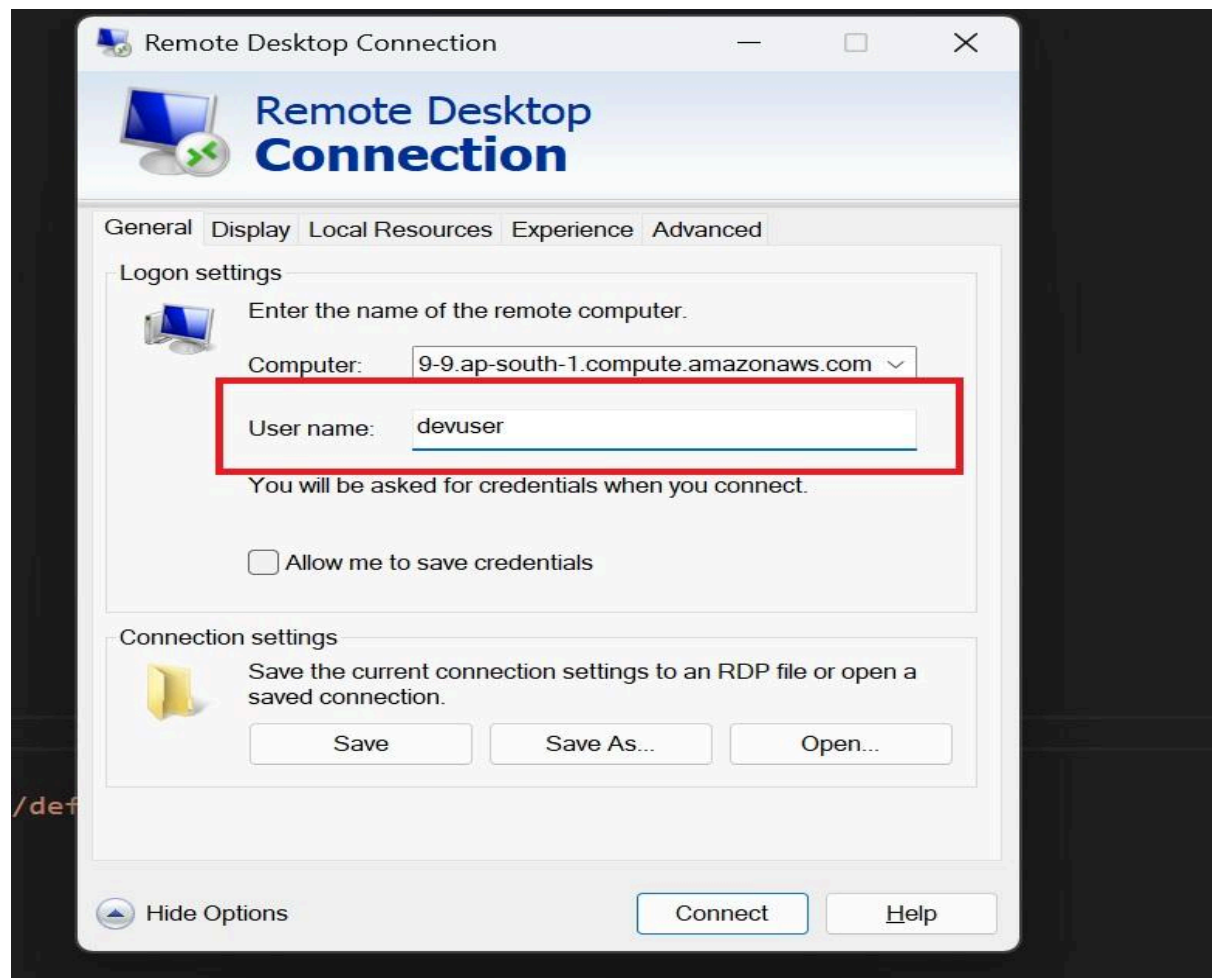 Remote Desktop Connection
Remote Desktop
Connection
General Display Local Resources Experience Advanced
Logon settings
Enter the name of the remote computer.
Computer: 9-9.ap-south-1.compute.amazonaws.com
User name: devuser
You will be asked for credentials when you connect.
Allow me to save credentials
Connection settings
Save the current connection settings to an RDP file or open a
saved connection.
Save Save As... Open...
/def
Hide Options Connect Help